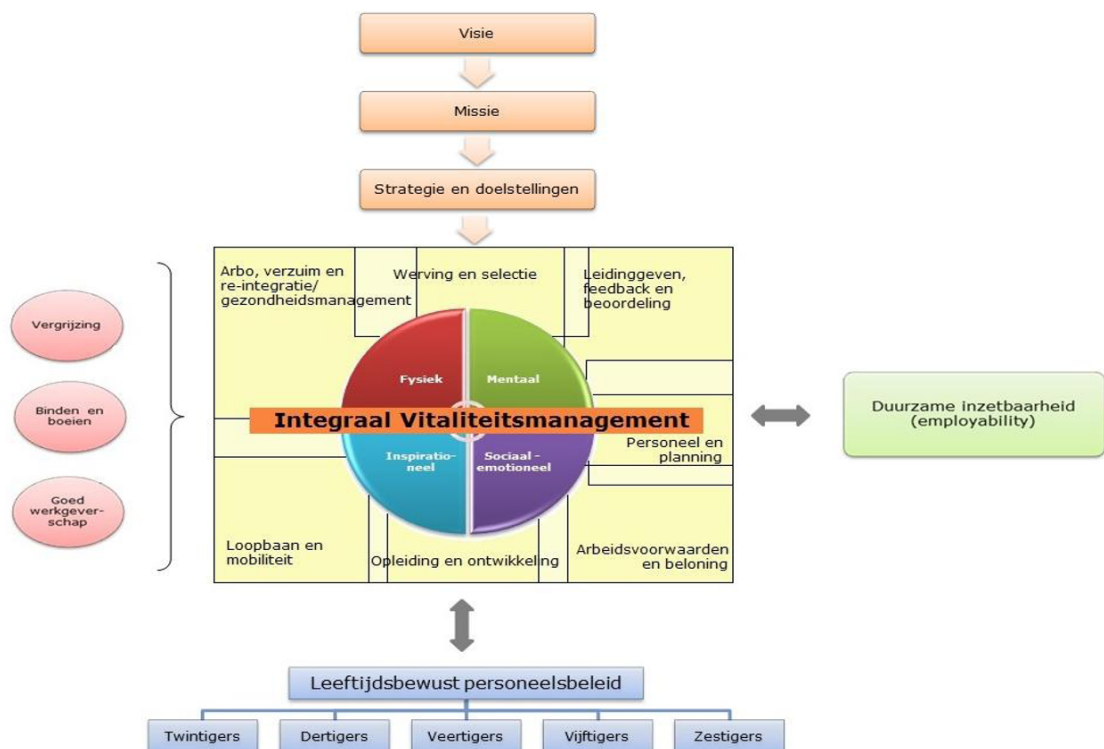 Visie
Missie
Strategie en doelstellingen
Arbo, verzuim en
re-integratie/
gezondheidsmanagement
Werving en selectie
Leidinggeven,
feedback en
beoordeling
Vergrijzing
Binden en
boeien
Goed
werkgever-
schap
Fysiek
Mentaal
Integraal Vitaliteitsmanagement
Inspiratio-
neel
Sociaal -
emotioneel
Personeel en
planning
Loopbaan en
mobiliteit
Opleiding en ontwikkeling
Arbeidsvoorwaarden
en beloning
Duurzame inzetbaarheid
(employability)
Leeftijdsbewust personeelsbeleid
Twintigers
Dertigers
Veertigers
Vijftigers
Zestigers